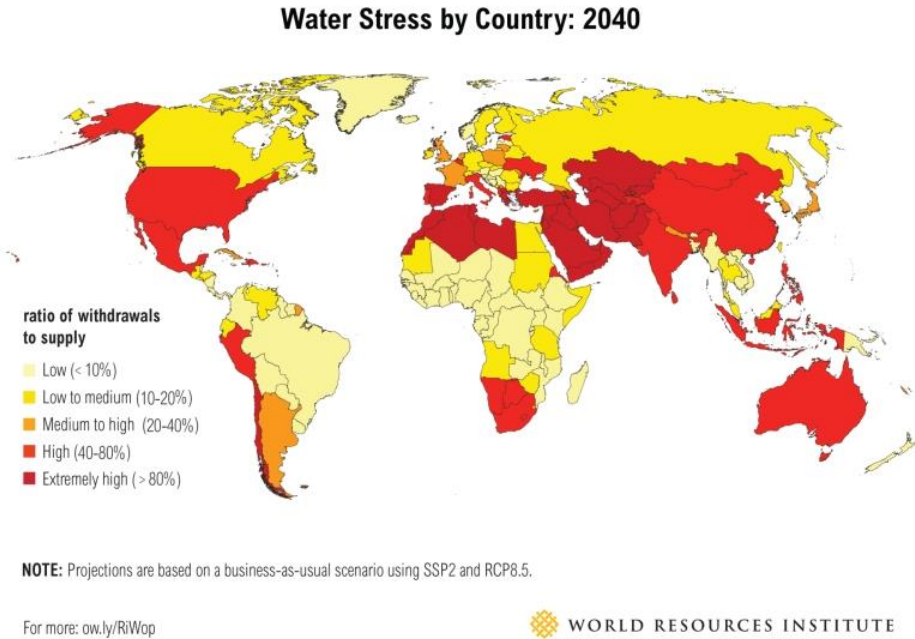 Water Stress by Country: 2040
ratio of withdrawals
to supply
Low (< 10%)
Low to medium (10-20%)
Medium to high (20-40%)
High (40-80%)
Extremely high (> 80%)
NOTE: Projections are based on a business-as-usual scenario using SSP2 and RCP8.5.
For more: ow.ly/RiWop
WORLD RESOURCES INSTITUTE